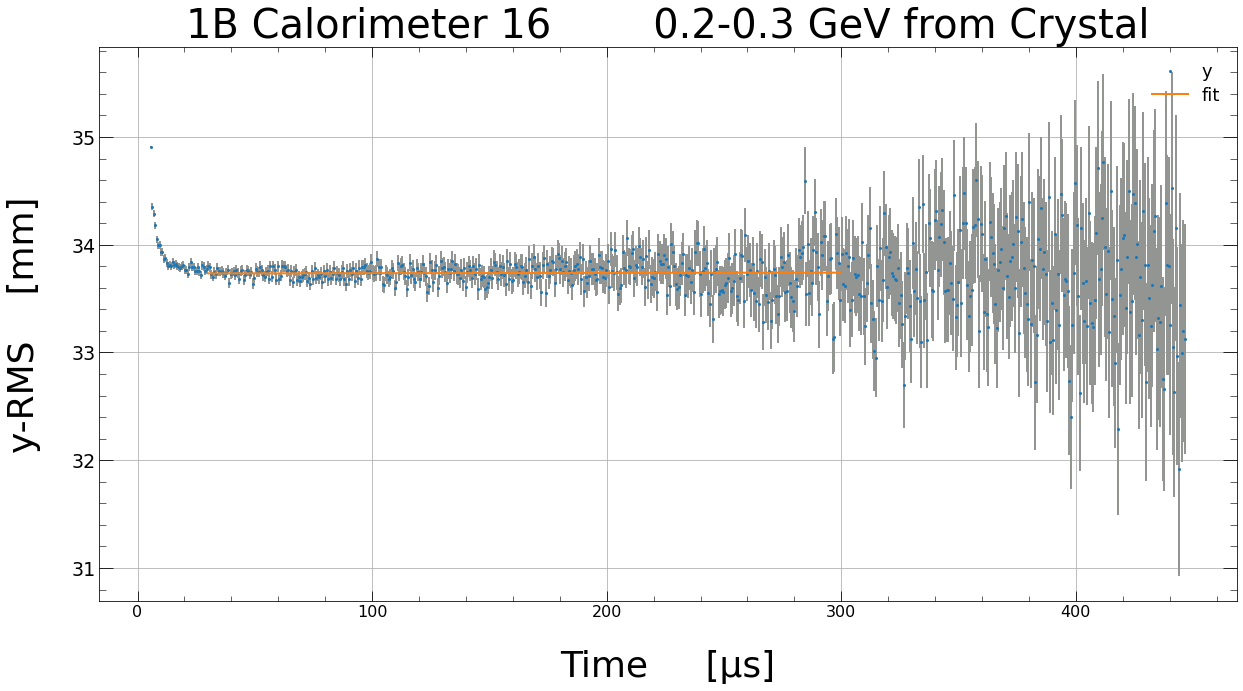 1B Calorimeter 16 0.2-0.3 GeV from Crystal
y
fit
35
34
33
32
31
y-RMS [mm]
0 100 200 300 400
Time [μs]